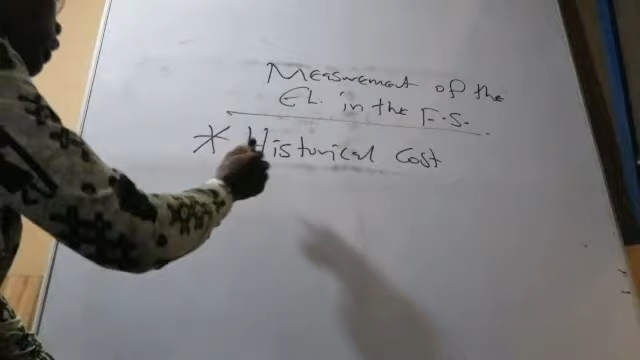 Measurement of the
EL. in the F.S.
* Historical Cost